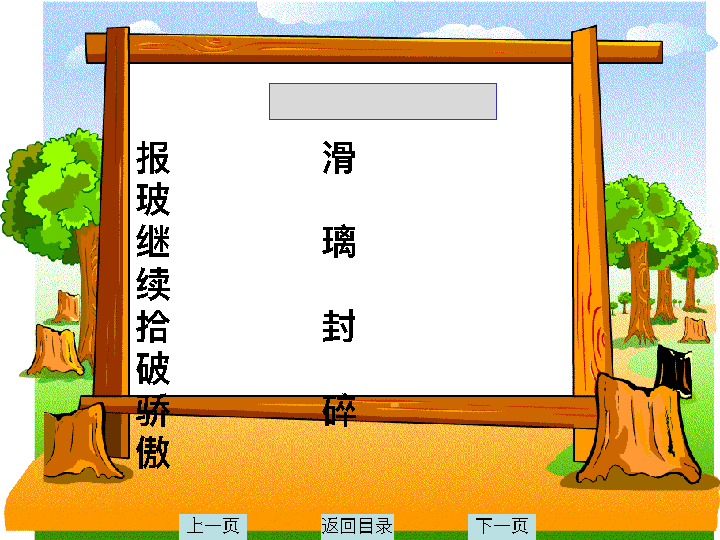 报 滑
玻
继 璃
续
拾 封
破
骄 碎
傲
上一页 返回目录 下一页